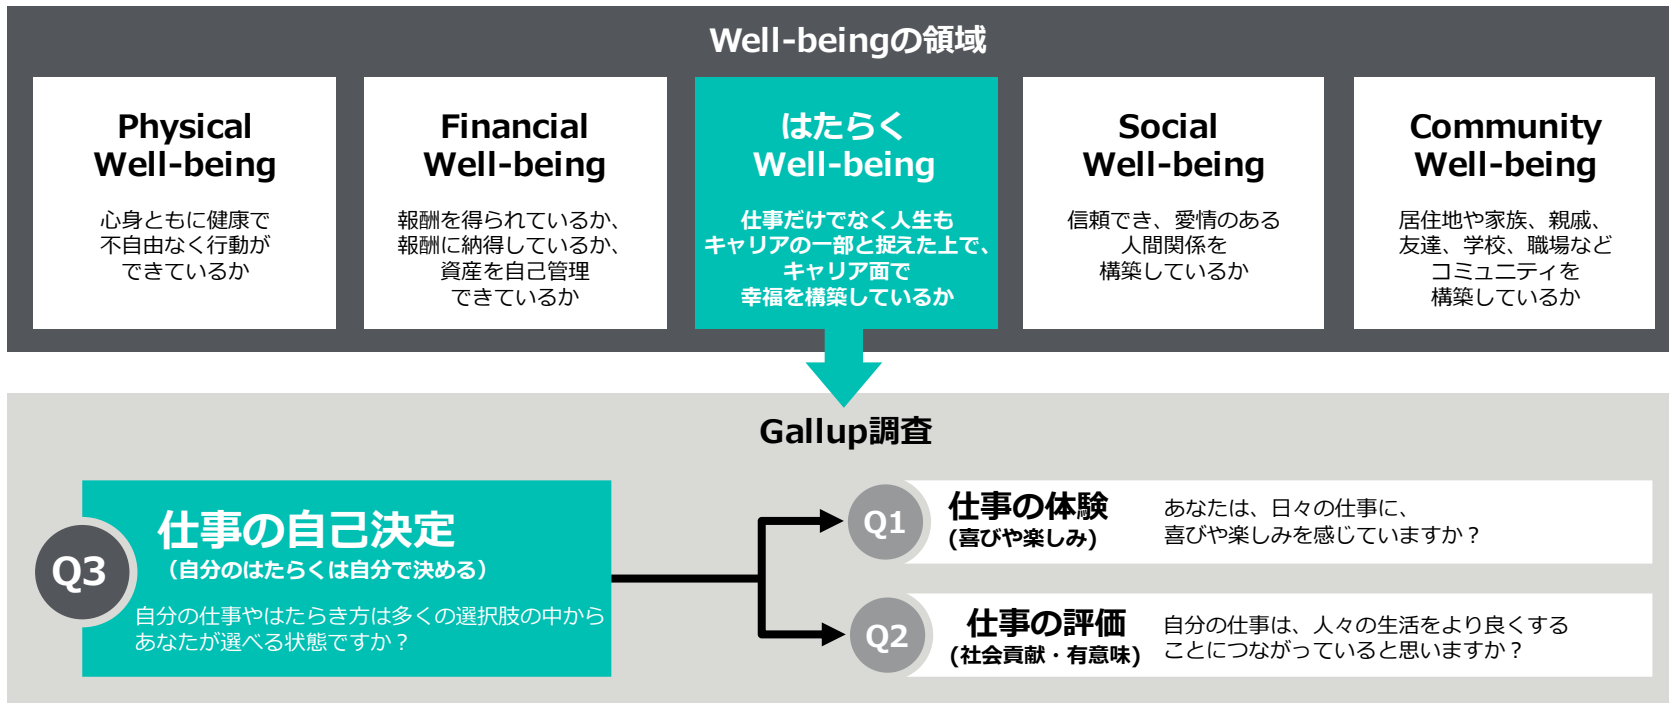 Well-beingの領域
Physical
Well-being
心身ともに健康で
不自由なく行動が
できているか
Financial
Well-being
報酬を得られているか、
報酬に納得しているか、
資産を自己管理
できているか
はたらく
Well-being
仕事だけでなく人生も
キャリアの一部と捉えた上で、
キャリア面で
幸福を構築しているか
Social
Well-being
信頼でき、愛情のある
人間関係を
構築しているか
Community
Well-being
居住地や家族、親戚、
友達、学校、職場など
コミュニティを
構築しているか
Gallup調査
Q3
仕事の自己決定
（自分のはたらくは自分で決める）
自分の仕事やはたらき方は多くの選択肢の中から
あなたが選べる状態ですか？
Q1
仕事の体験
(喜びや楽しみ)
あなたは、日々の仕事に、
喜びや楽しみを感じていますか？
Q2
仕事の評価
(社会貢献・有意味)
自分の仕事は、人々の生活をより良くする
ことにつながっていると思いますか？